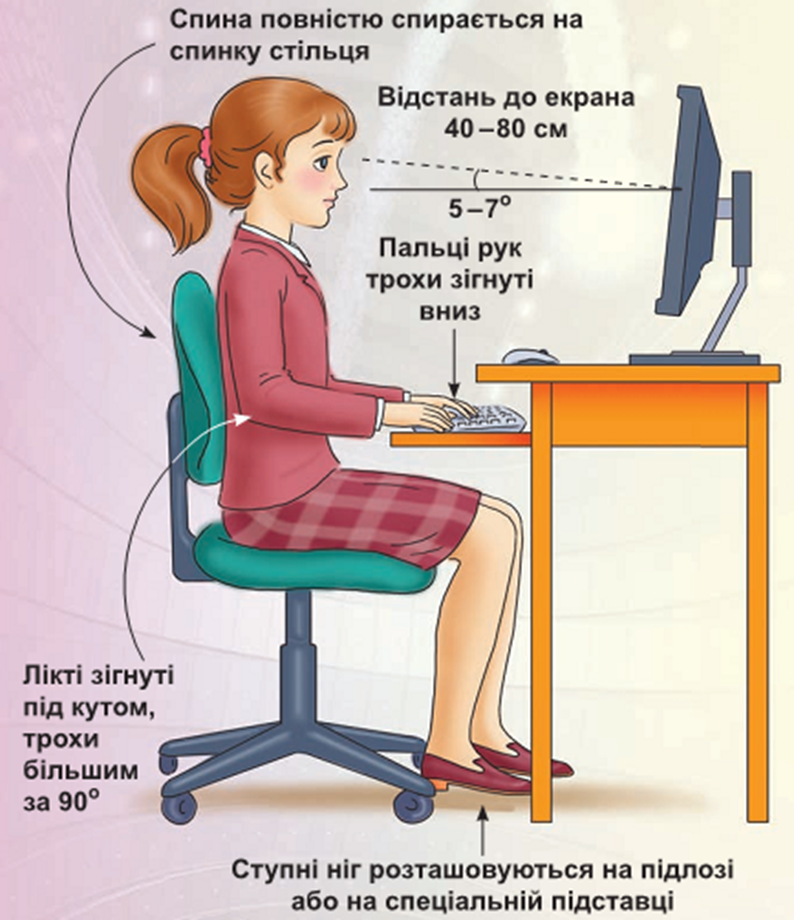 Спина повністю спирається на
спинку стільця
Відстань до екрана
40–80 см
5–7°
Пальці рук
трохи зігнуті
вниз
Лікті зігнуті
під кутом,
трохи
більшим
за 90°
Ступні ніг розташовуються на підлозі
або на спеціальній підставці